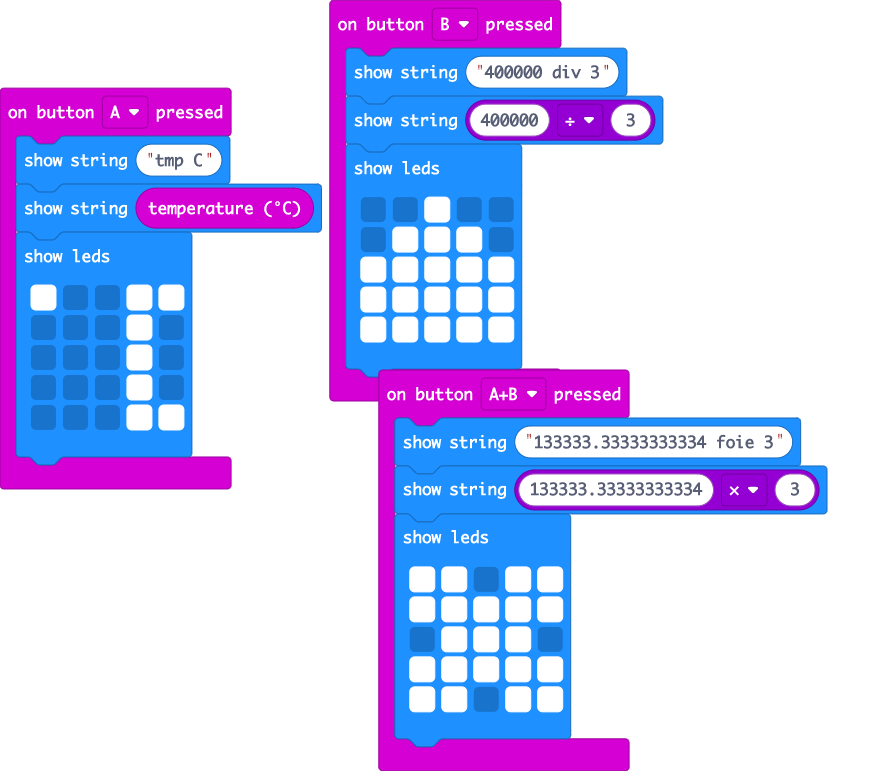 on button A pressed
show string "tmp C"
show string temperature (°C)
show leds
on button B pressed
show string "400000 div 3"
show string 400000 ÷ 3
show leds
on button A+B pressed
show string "133333.33333333334 foie 3"
show string 133333.33333333334 × 3
show leds